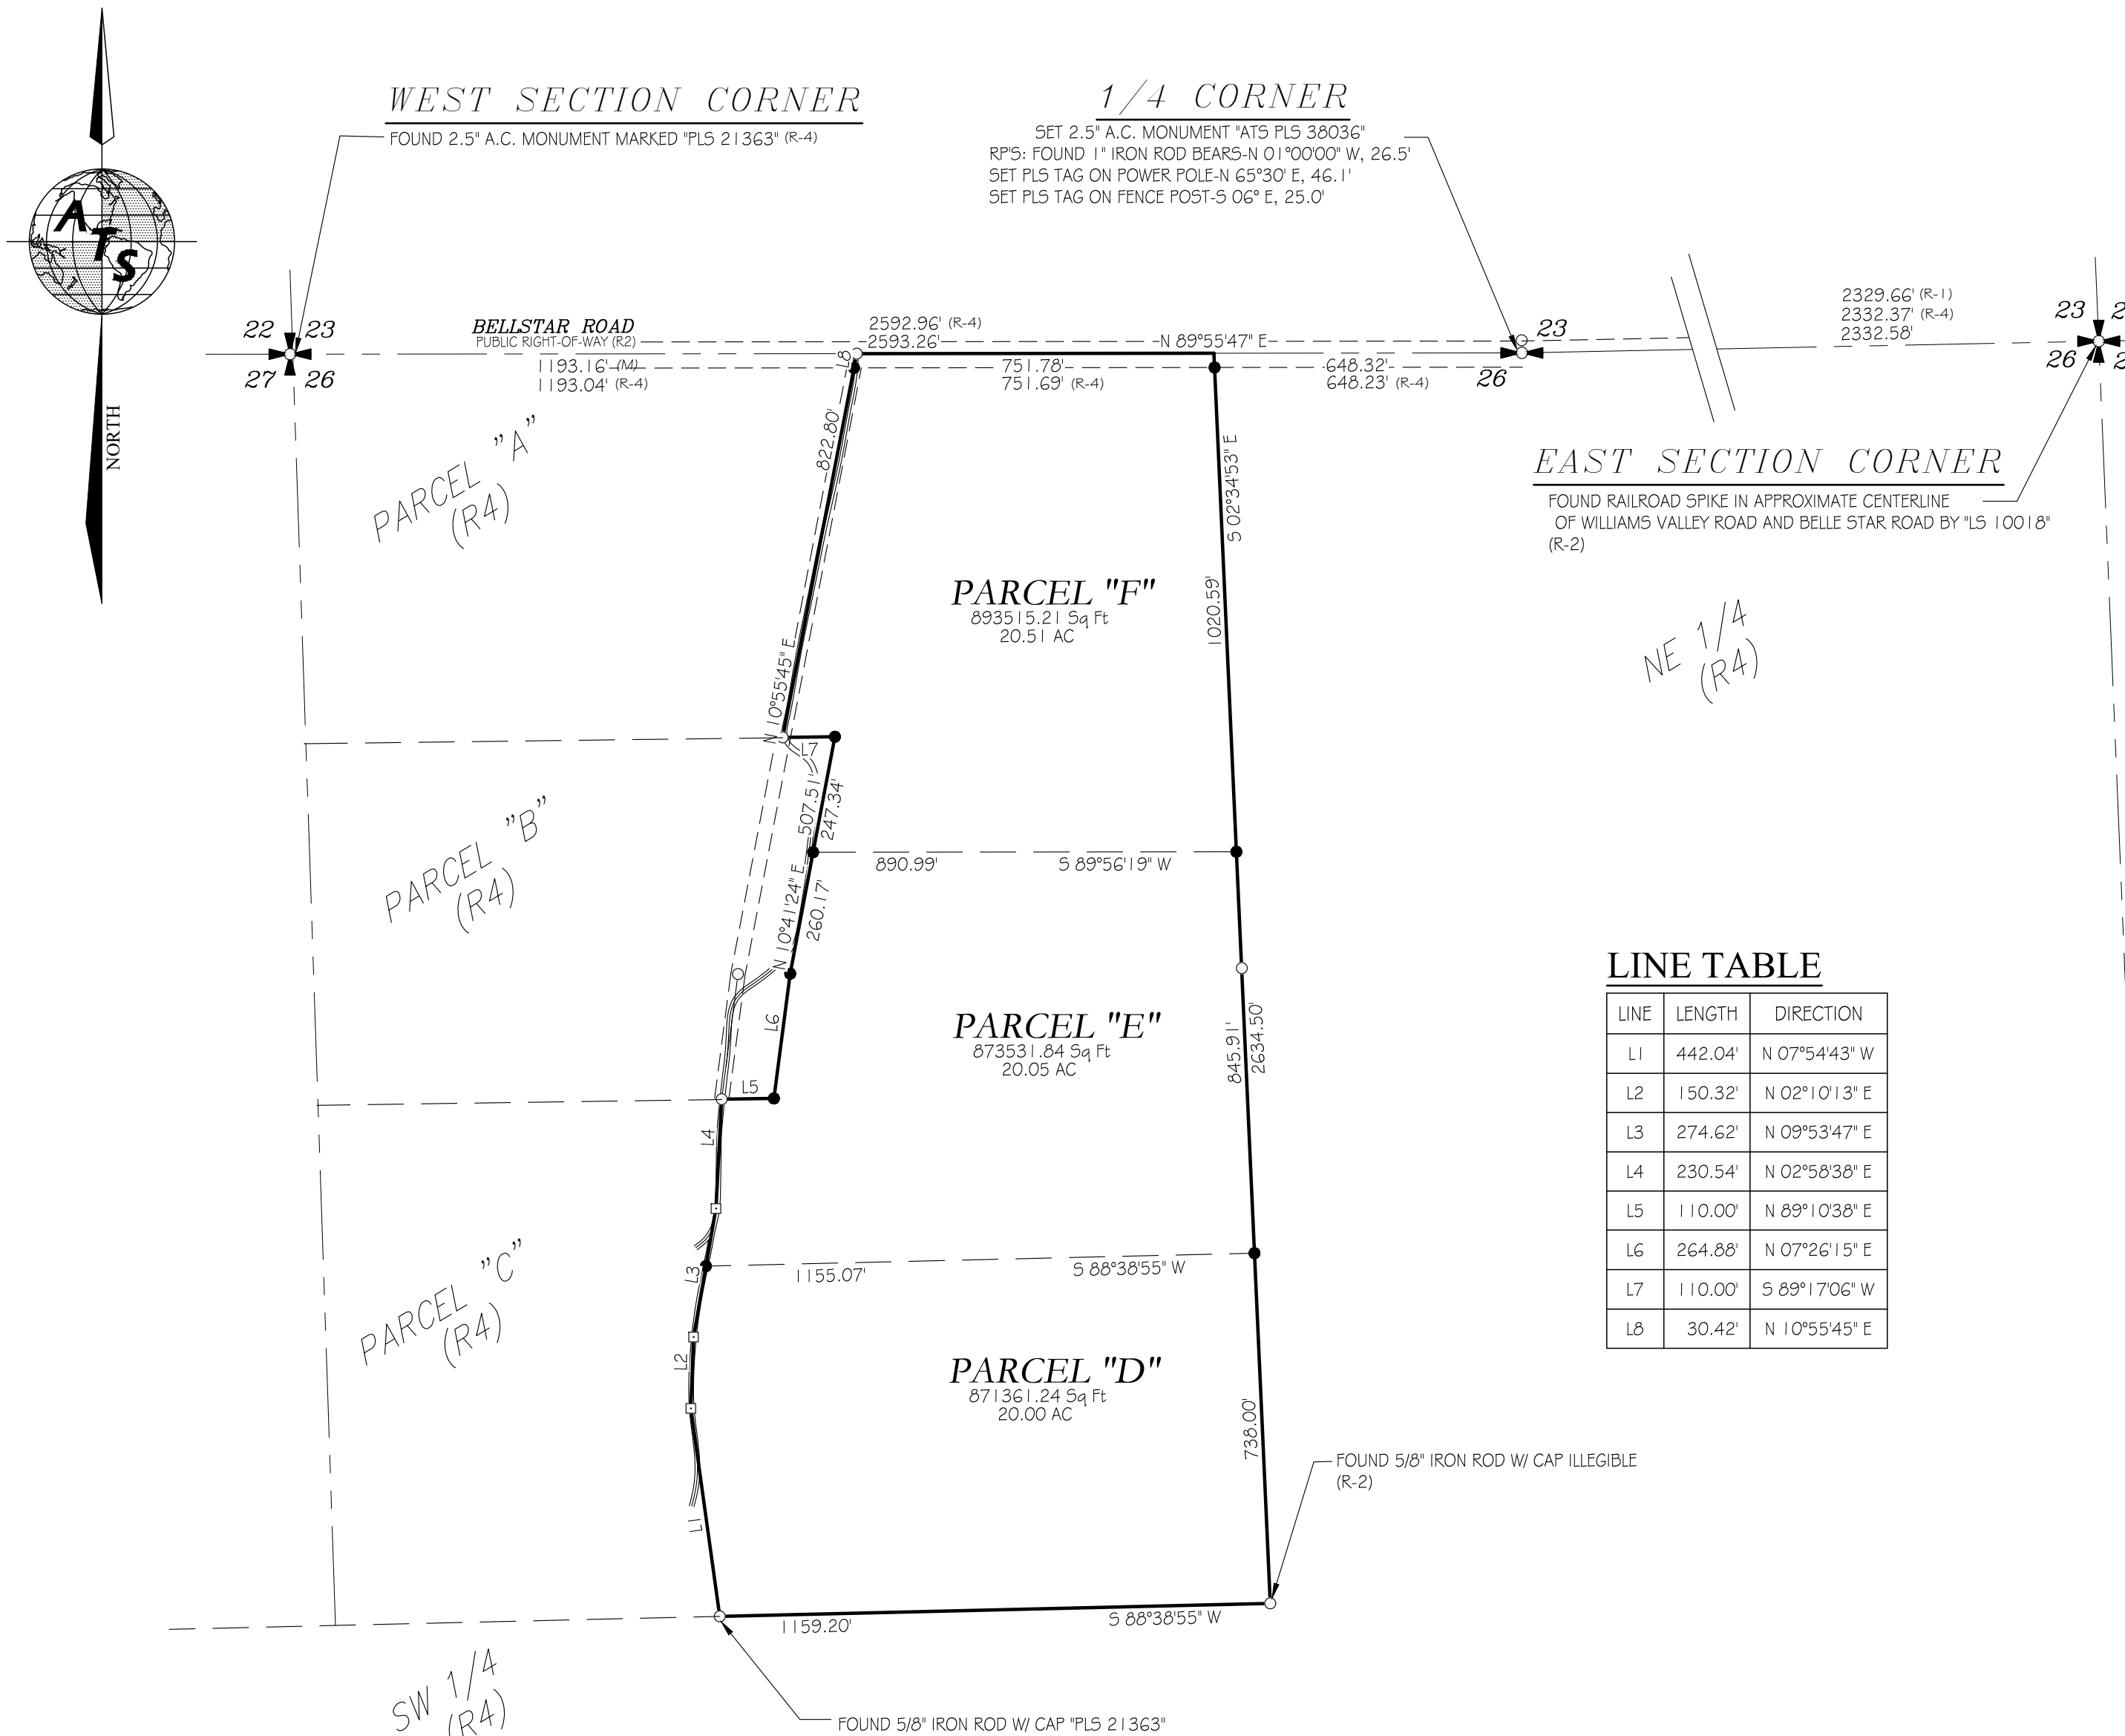 WEST SECTION CORNER
FOUND 2.5" A.C. MONUMENT MARKED "PLS 21363" (R-4)
1/4 CORNER
SET 2.5" A.C. MONUMENT "ATS PLS 38036"
RP'S: FOUND 1" IRON ROD BEARS-N 01°00'00" W, 26.5'
SET PLS TAG ON POWER POLE-N 65°30' E, 46.1'
SET PLS TAG ON FENCE POST-S 06° E, 25.0'
A
T
S
NORTH
22 23
27 26
BELLSTAR ROAD
PUBLIC RIGHT-OF-WAY (R2)
1193.16' (M)
1193.04' (R-4)
2592.96' (R-4)
2593.26'
N 89°55'47" E
L8
751.78'
751.69' (R-4)
648.32'
648.23' (R-4)
23
26
2329.66' (R-1)
2332.37' (R-4)
2332.58'
23 2
26 2
EAST SECTION CORNER
FOUND RAILROAD SPIKE IN APPROXIMATE CENTERLINE
OF WILLIAMS VALLEY ROAD AND BELLE STAR ROAD BY "LS 10018"
(R-2)
PARCEL "A"
(R4)
822.80'
N 10°55'45" E
S 02°34'53" E
1020.59'
PARCEL "F"
893515.21 Sq Ft
20.51 AC
NE 1/4
(R4)
L7
507.51'
247.34'
N 10°41'24" E
260.17'
890.99'
S 89°56'19" W
PARCEL "B"
(R4)
L6
L5
PARCEL "E"
873531.84 Sq Ft
20.05 AC
845.91'
2634.50'
L4
L3
1155.07'
S 88°38'55" W
PARCEL "C"
(R4)
L2
PARCEL "D"
871361.24 Sq Ft
20.00 AC
738.00'
L1
FOUND 5/8" IRON ROD W/ CAP ILLEGIBLE
(R-2)
1159.20'
S 88°38'55" W
SW 1/4
(R4)
FOUND 5/8" IRON ROD W/ CAP "PLS 21363"
LINE TABLE
LINE LENGTH DIRECTION
L1 442.04' N 07°54'43" W
L2 150.32' N 02°10'13" E
L3 274.62' N 09°53'47" E
L4 230.54' N 02°58'38" E
L5 110.00' N 89°10'38" E
L6 264.88' N 07°26'15" E
L7 110.00' S 89°17'06" W
L8 30.42' N 10°55'45" E